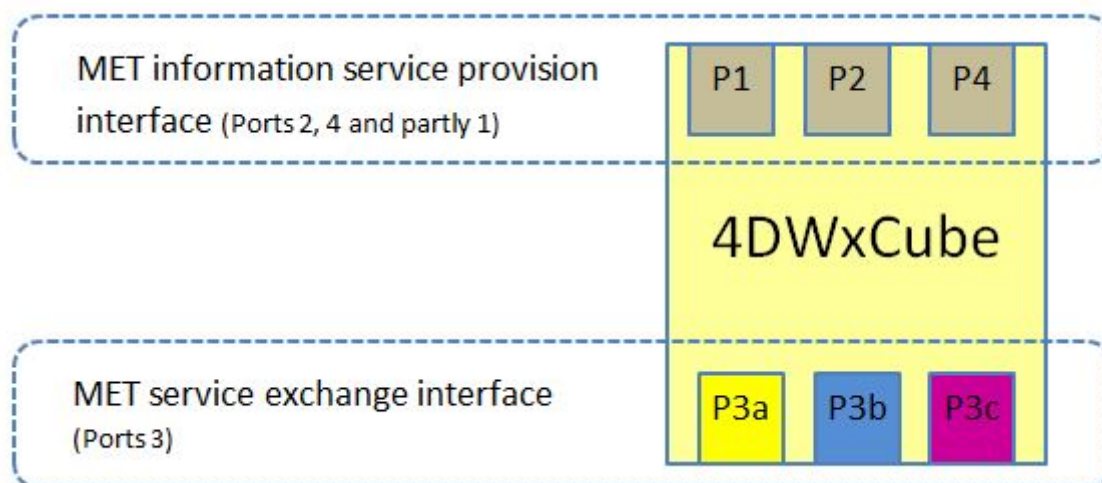 MET information service provision
interface (Ports 2, 4 and partly 1)
P1 P2 P4
4DWxCube
MET service exchange interface
(Ports 3)
P3a P3b P3c